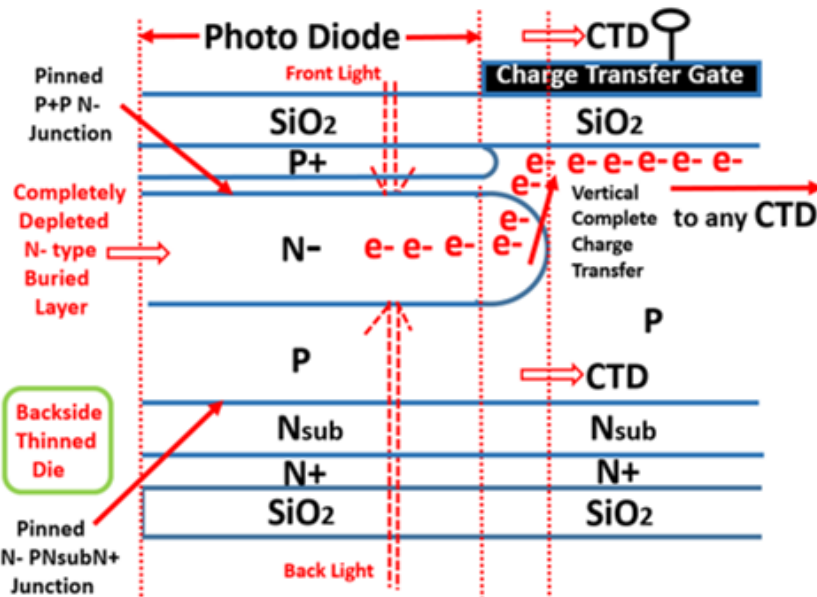 Photo Diode
CTD
Front Light
Charge Transfer Gate
Pinned
P+P N-
Junction
SiO2
SiO2
P+
e- e- e- e- e- e-
e-
e-
e- e- e- e-
Completely
Depleted
N- type
Buried
Layer
N-
Vertical
Complete
Charge
Transfer
to any CTD
P
P
CTD
Backside
Thinned
Die
Nsub
Nsub
N+
N+
SiO2
SiO2
Pinned
N- PNsubN+
Junction
Back Light